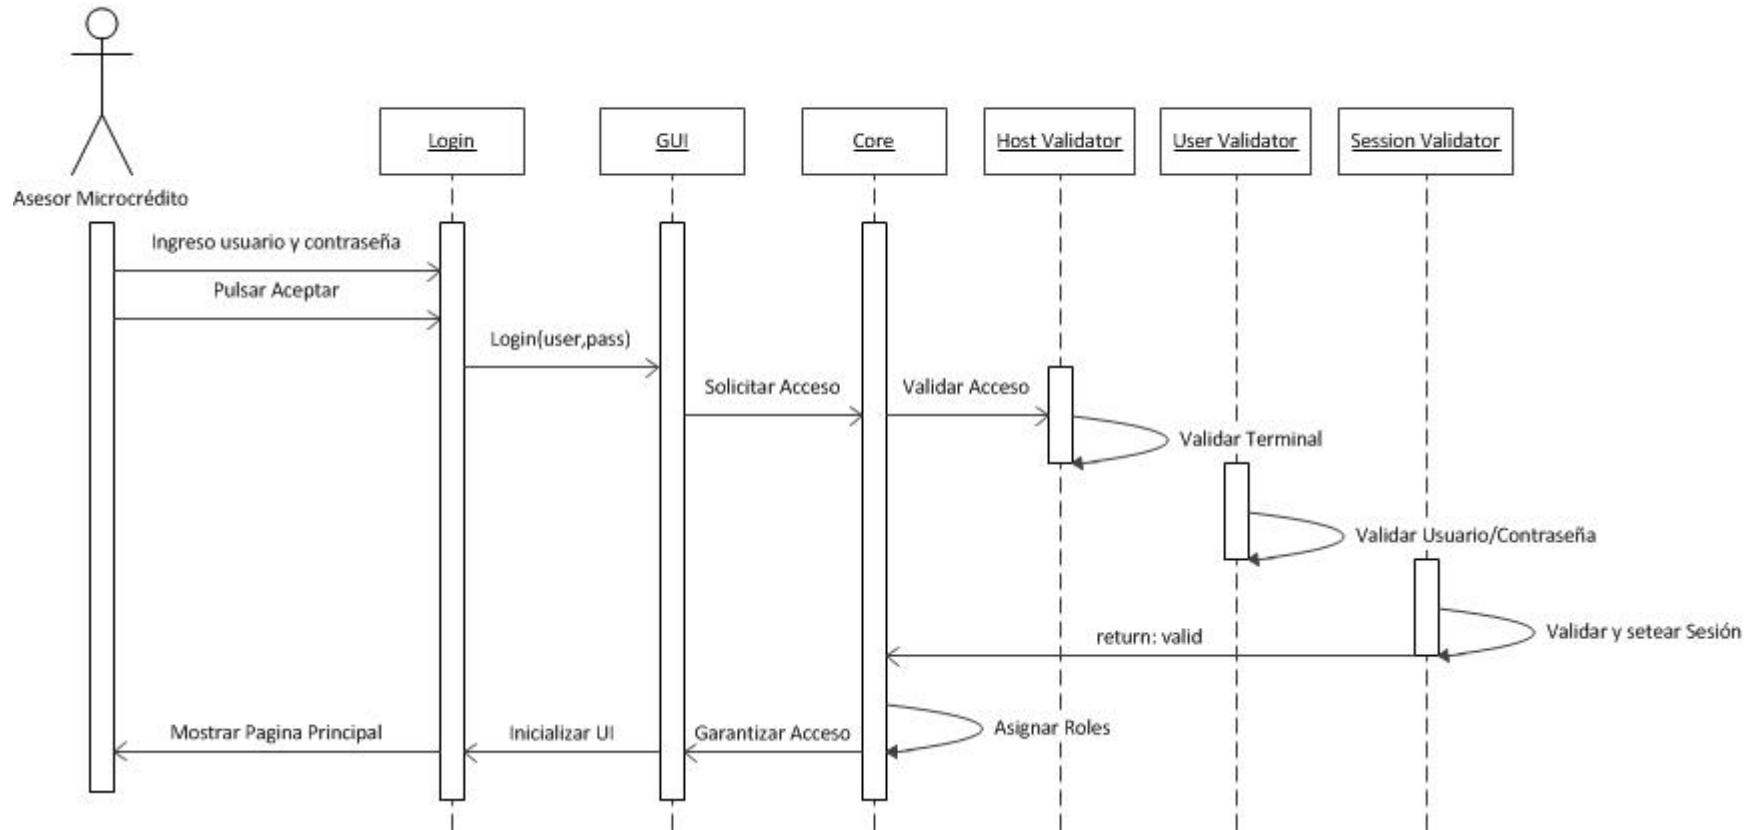 Login
GUI
Core
Host Validator
User Validator
Session Validator
Asesor Microcrédito
Ingreso usuario y contraseña
Pulsar Aceptar
Login(user,pass)
Solicitar Acceso
Validar Acceso
Validar Terminal
Validar Usuario/Contraseña
Validar y setear Sesión
return: valid
Asignar Roles
Garantizar Acceso
Inicializar UI
Mostrar Pagina Principal